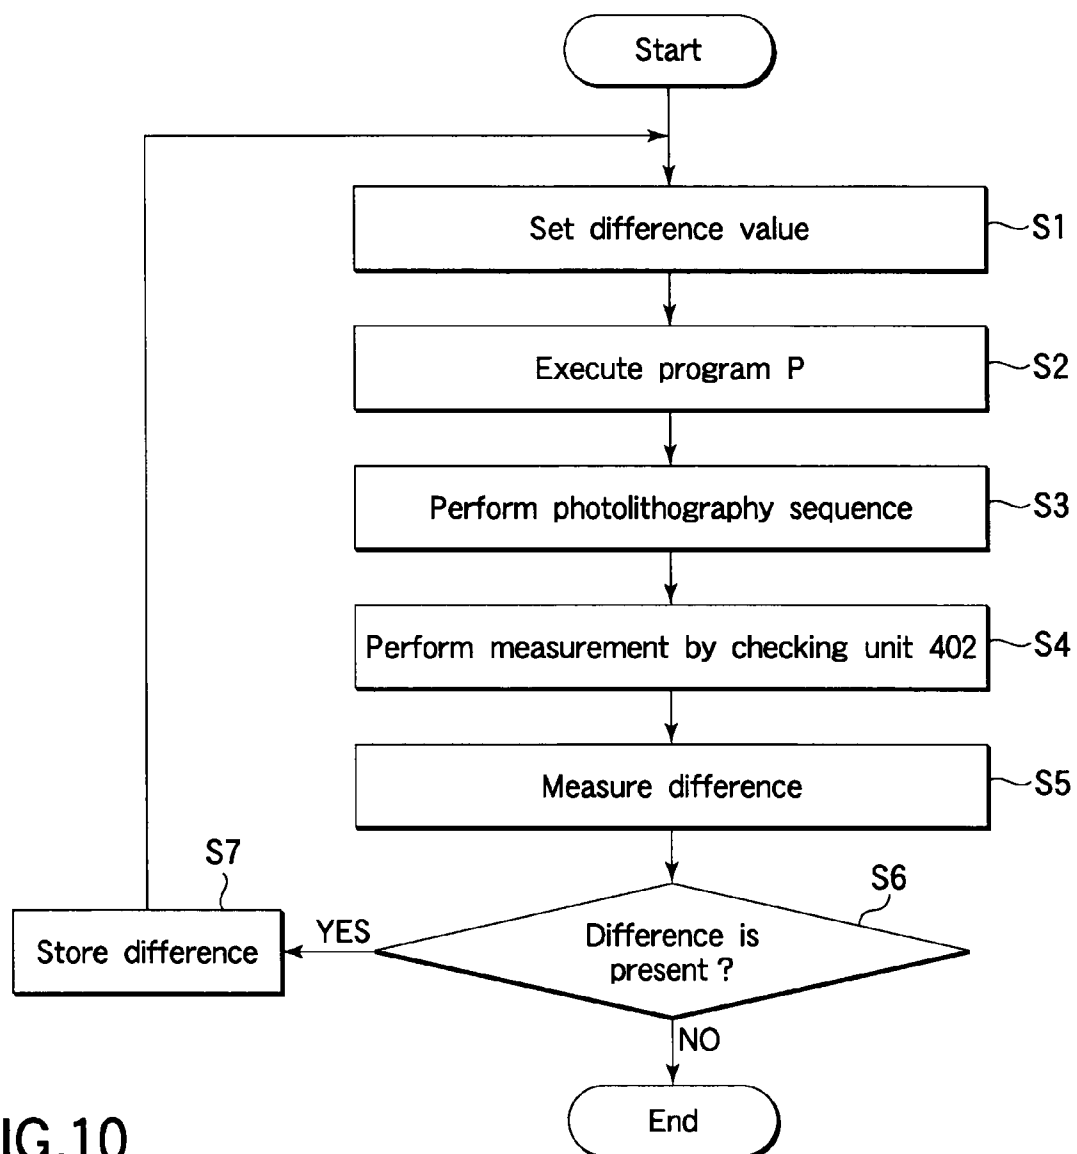 Start
Set difference value
S1
Execute program P
S2
Perform photolithography sequence
S3
Perform measurement by checking unit 402
S4
Measure difference
S5
S7
S6
Store difference
YES
Difference is
present ?
NO
End
IG.10